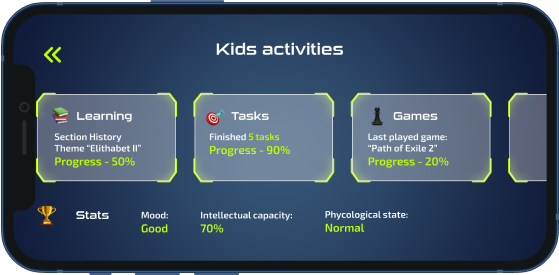 Kids activities
Learning
Section History
Theme “Elithabet II”
Progress - 50%
Tasks
Finished 5 tasks
Progress - 90%
Games
Last played game:
“Path of Exile 2”
Progress - 20%
Stats
Mood:
Good
Intellectual capacity:
70%
Phycological state:
Normal